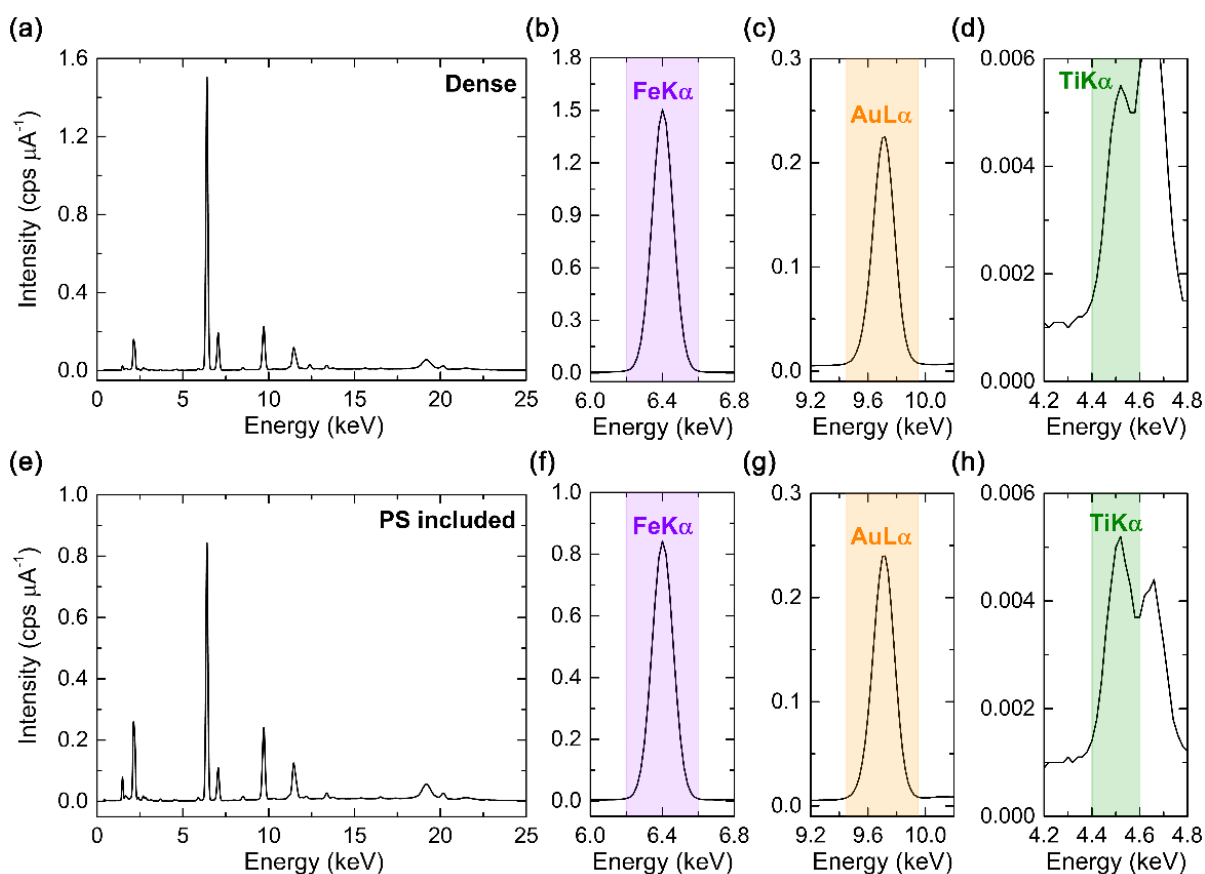 (a)
Intensity (cps μA⁻¹)
1.6
1.2
0.8
0.4
0.0
Dense
0 5 10 15 20 25
Energy (keV)
(b)
1.8
1.5
1.2
0.9
0.6
0.3
0.0
FeKα
6.0 6.4 6.8
Energy (keV)
(c)
0.3
0.2
0.1
0.0
AuLα
9.2 9.6 10.0
Energy (keV)
(d)
0.006
0.004
0.002
0.000
TiKα
4.2 4.4 4.6 4.8
Energy (keV)
(e)
Intensity (cps μA⁻¹)
1.0
0.8
0.6
0.4
0.2
0.0
PS included
0 5 10 15 20 25
Energy (keV)
(f)
1.0
0.8
0.6
0.4
0.2
0.0
FeKα
6.0 6.4 6.8
Energy (keV)
(g)
0.3
0.2
0.1
0.0
AuLα
9.2 9.6 10.0
Energy (keV)
(h)
0.006
0.004
0.002
0.000
TiKα
4.2 4.4 4.6 4.8
Energy (keV)